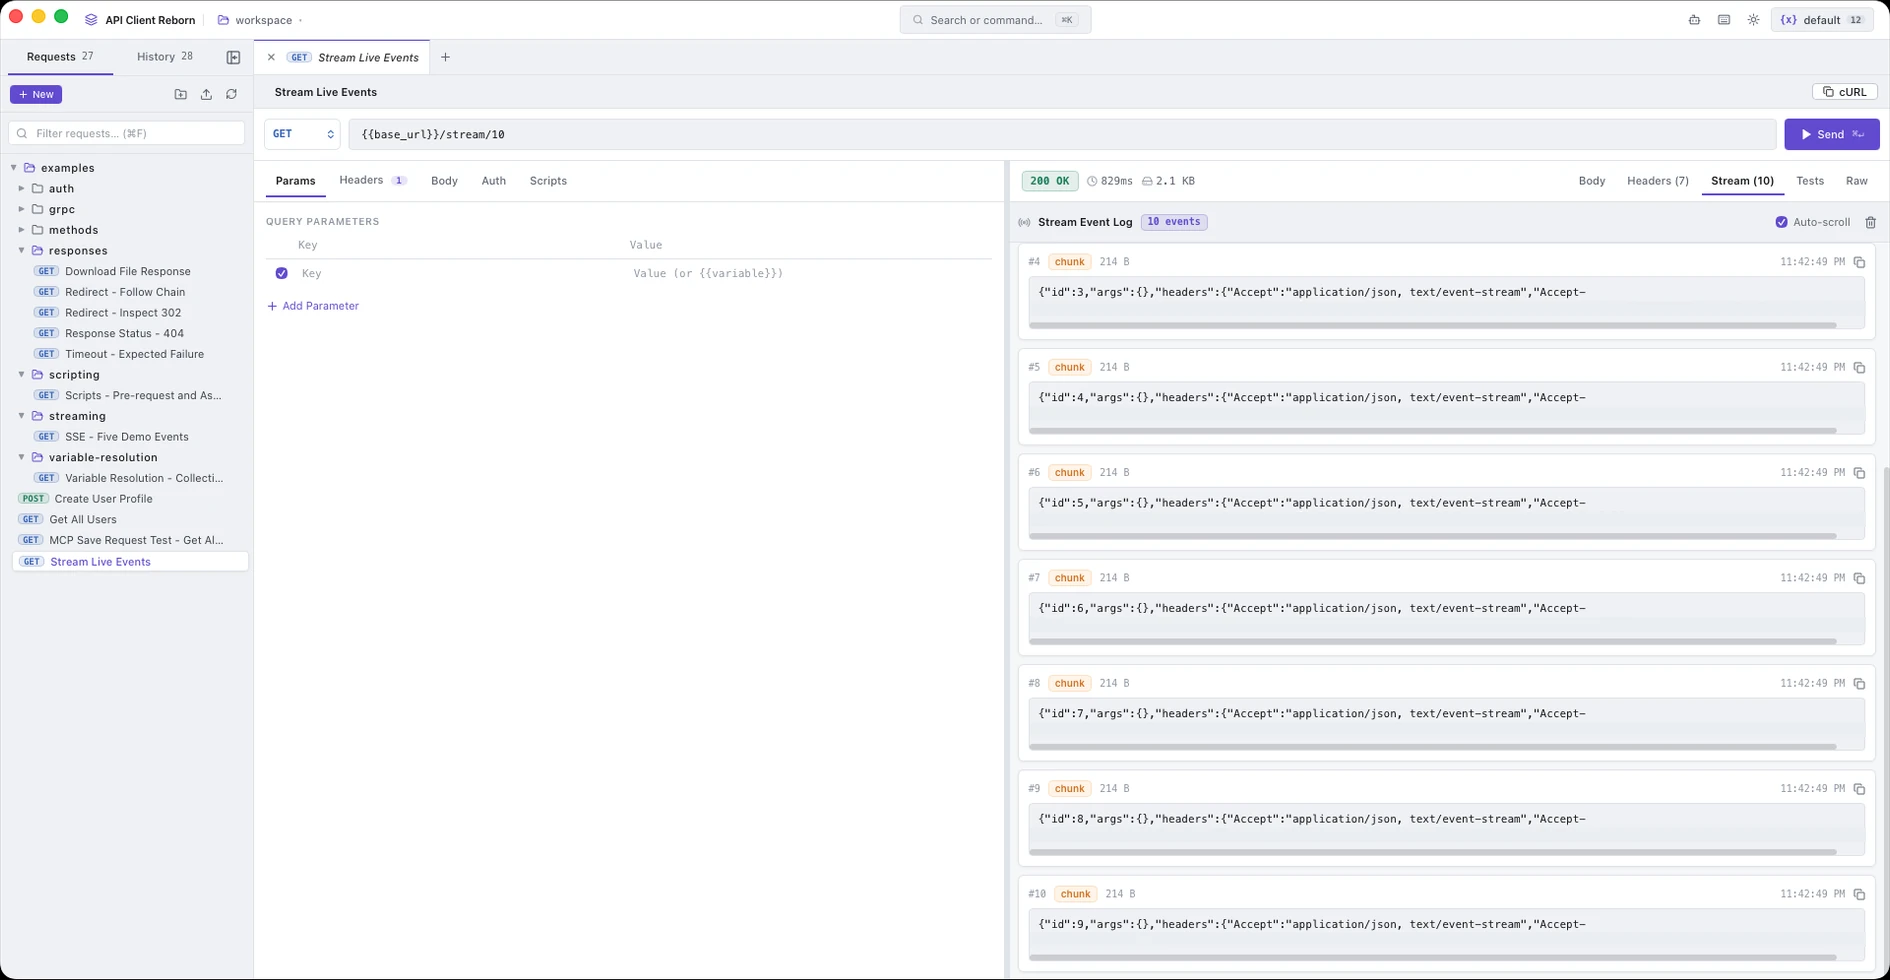 API Client Reborn
workspace
Search or command... ⌘K
{x} default 12
Requests 27
History 28
GET Stream Live Events
+ New
Stream Live Events
cURL
Filter requests... (⌘F)
GET
{{base_url}}/stream/10
Send ⌘↵
examples
auth
grpc
methods
responses
GET Download File Response
GET Redirect - Follow Chain
GET Redirect - Inspect 302
GET Response Status - 404
GET Timeout - Expected Failure
scripting
GET Scripts - Pre-request and As...
streaming
GET SSE - Five Demo Events
variable-resolution
GET Variable Resolution - Collecti...
POST Create User Profile
GET Get All Users
GET MCP Save Request Test - Get Al...
GET Stream Live Events
Params
Headers 1
Body
Auth
Scripts
QUERY PARAMETERS
Key Value
Key Value (or {{variable}})
+ Add Parameter
200 OK 829ms 2.1 KB
Body
Headers (7)
Stream (10)
Tests
Raw
Stream Event Log 10 events
Auto-scroll
#4 chunk 214 B 11:42:49 PM
{"id":3,"args":{},"headers":{"Accept":"application/json, text/event-stream","Accept-
#5 chunk 214 B 11:42:49 PM
{"id":4,"args":{},"headers":{"Accept":"application/json, text/event-stream","Accept-
#6 chunk 214 B 11:42:49 PM
{"id":5,"args":{},"headers":{"Accept":"application/json, text/event-stream","Accept-
#7 chunk 214 B 11:42:49 PM
{"id":6,"args":{},"headers":{"Accept":"application/json, text/event-stream","Accept-
#8 chunk 214 B 11:42:49 PM
{"id":7,"args":{},"headers":{"Accept":"application/json, text/event-stream","Accept-
#9 chunk 214 B 11:42:49 PM
{"id":8,"args":{},"headers":{"Accept":"application/json, text/event-stream","Accept-
#10 chunk 214 B 11:42:49 PM
{"id":9,"args":{},"headers":{"Accept":"application/json, text/event-stream","Accept-